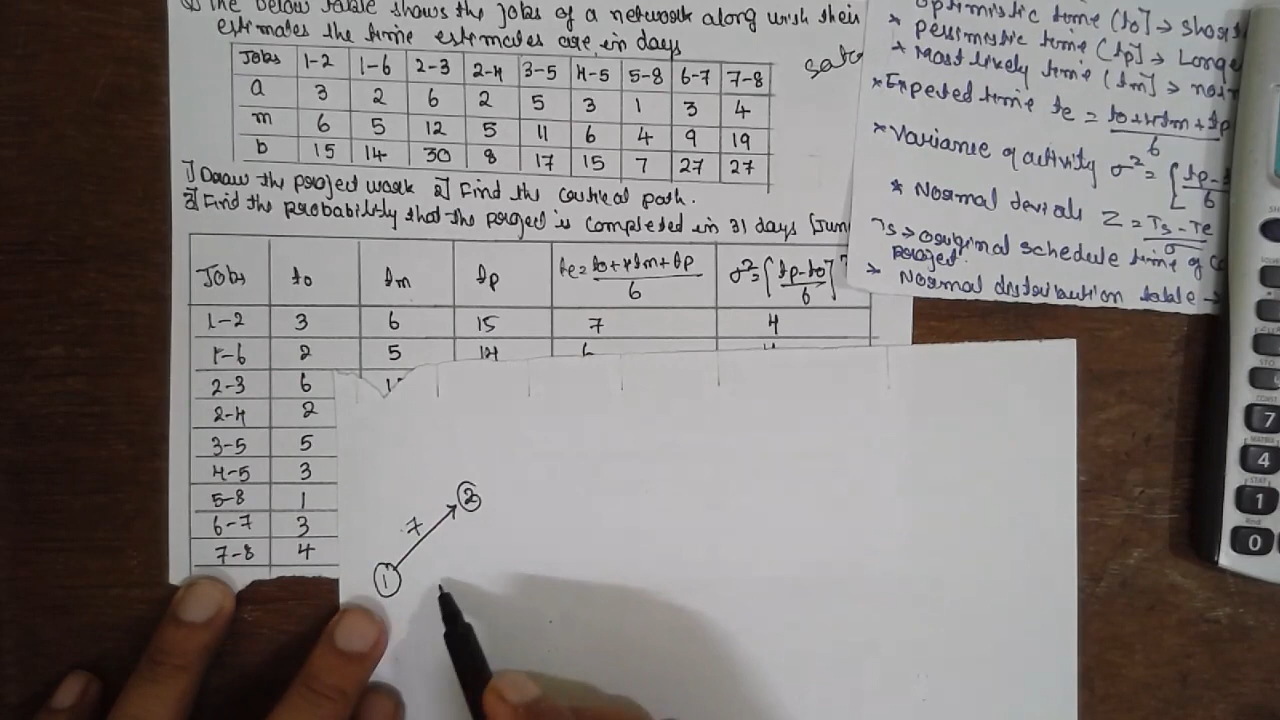 The below table shows the jobs of a network along with their
estimates the time estimates are in days
Jobs 1-2 1-6 2-3 2-4 3-5 4-5 5-8 6-7 7-8
a 3 2 6 2 5 3 1 3 4
m 6 5 12 5 11 6 4 9 19
b 15 14 30 8 17 15 7 27 27
1] Draw the project work 2] Find the critical path.
3] Find the probability that the project is completed in 31 days
Jobs to tm tp te = to+4tm+tp / 6 σ² = [tp-to / 6]²
1-2 3 6 15 7 4
1-6 2 5 14 6 4
2-3 6
2-4 2
3-5 5
4-5 3
5-8 1
6-7 3
7-8 4
1 7 2
optimistic time (to] →
* pessimistic time (tp] →
* Most likely time (tm] →
* Expeted time te = to+4tm+tp / 6
* Variance of activity σ² =
* Normal deviate Z = Ts - Te / σ
Ts → original schedule time of
project.
* Normal distribution table →
7
4
1
0